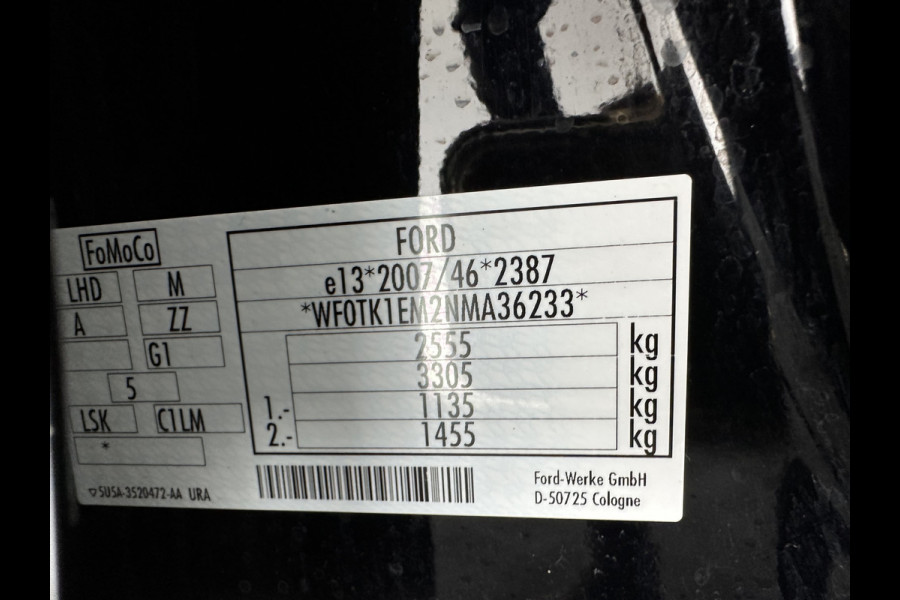 FoMoCo
LHD M
A ZZ
G1
5
LSK C1LM
*
5U5A-3520472-AA URA
FORD
e13*2007/46*2387
*WF0TK1EM2NMA36233*
2555 kg
3305 kg
1.- 1135 kg
2.- 1455 kg
Ford-Werke GmbH
D-50725 Cologne